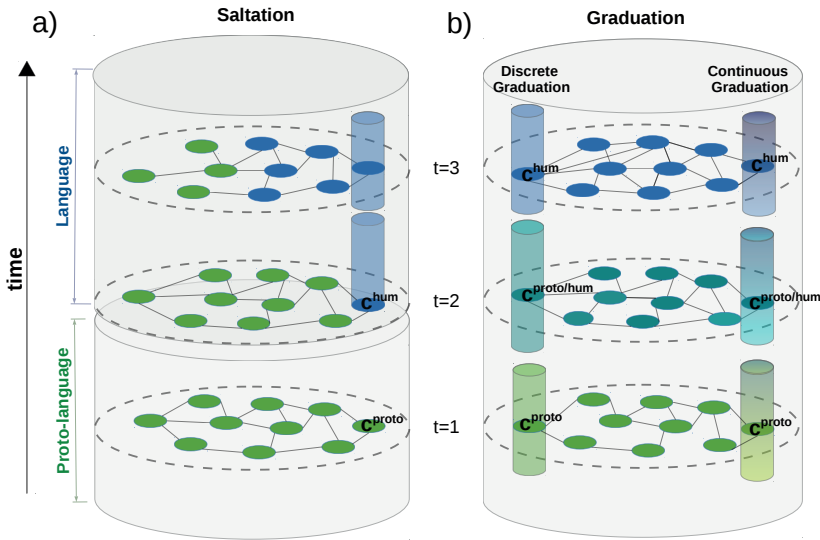 a)
Saltation
b)
Graduation
Discrete
Graduation
Continuous
Graduation
time
Language
Proto-language
t=3
c^hum
c^hum
c^hum
t=2
c^proto/hum
c^proto/hum
c^proto
t=1
c^proto
c^proto